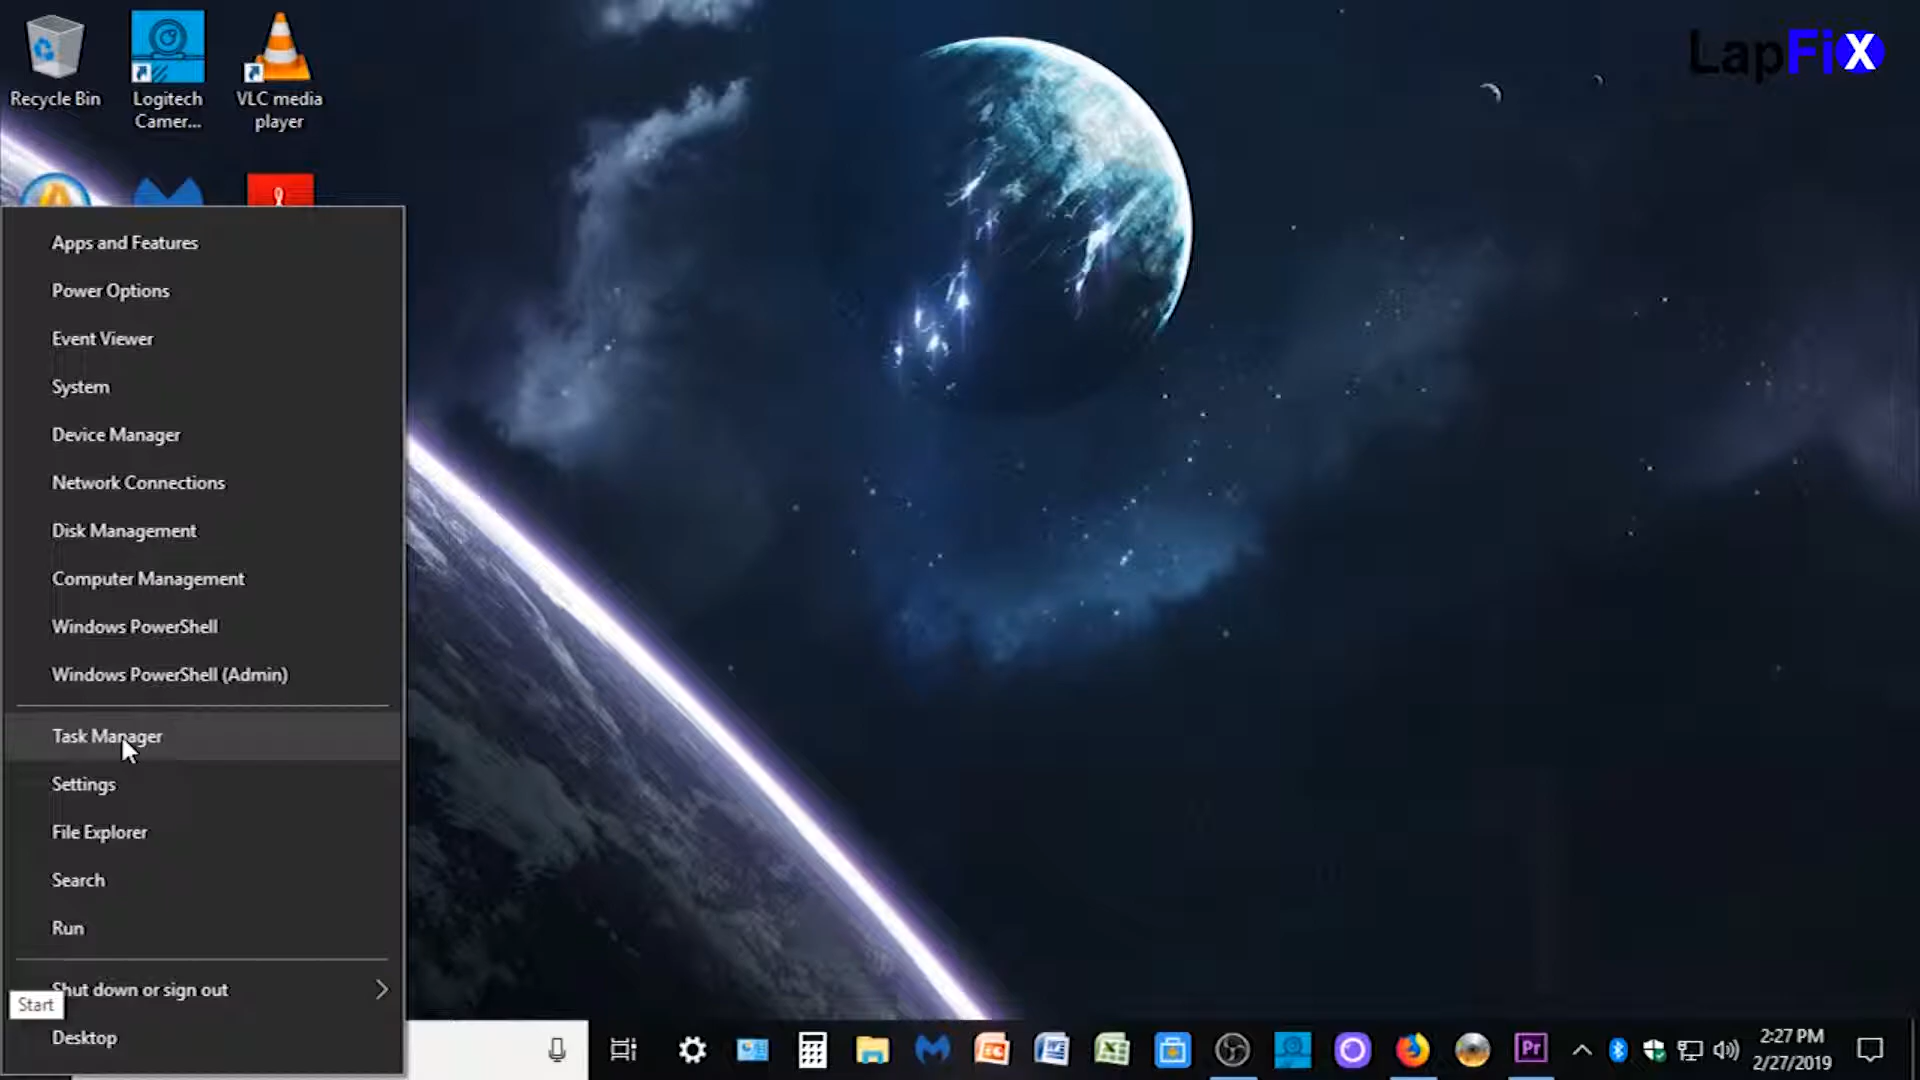 LapFiX
Recycle Bin
Logitech
Camer...
VLC media
player
Apps and Features
Power Options
Event Viewer
System
Device Manager
Network Connections
Disk Management
Computer Management
Windows PowerShell
Windows PowerShell (Admin)
Task Manager
Settings
File Explorer
Search
Run
Shut down or sign out
Start
Desktop
Pr
2:27 PM
2/27/2019